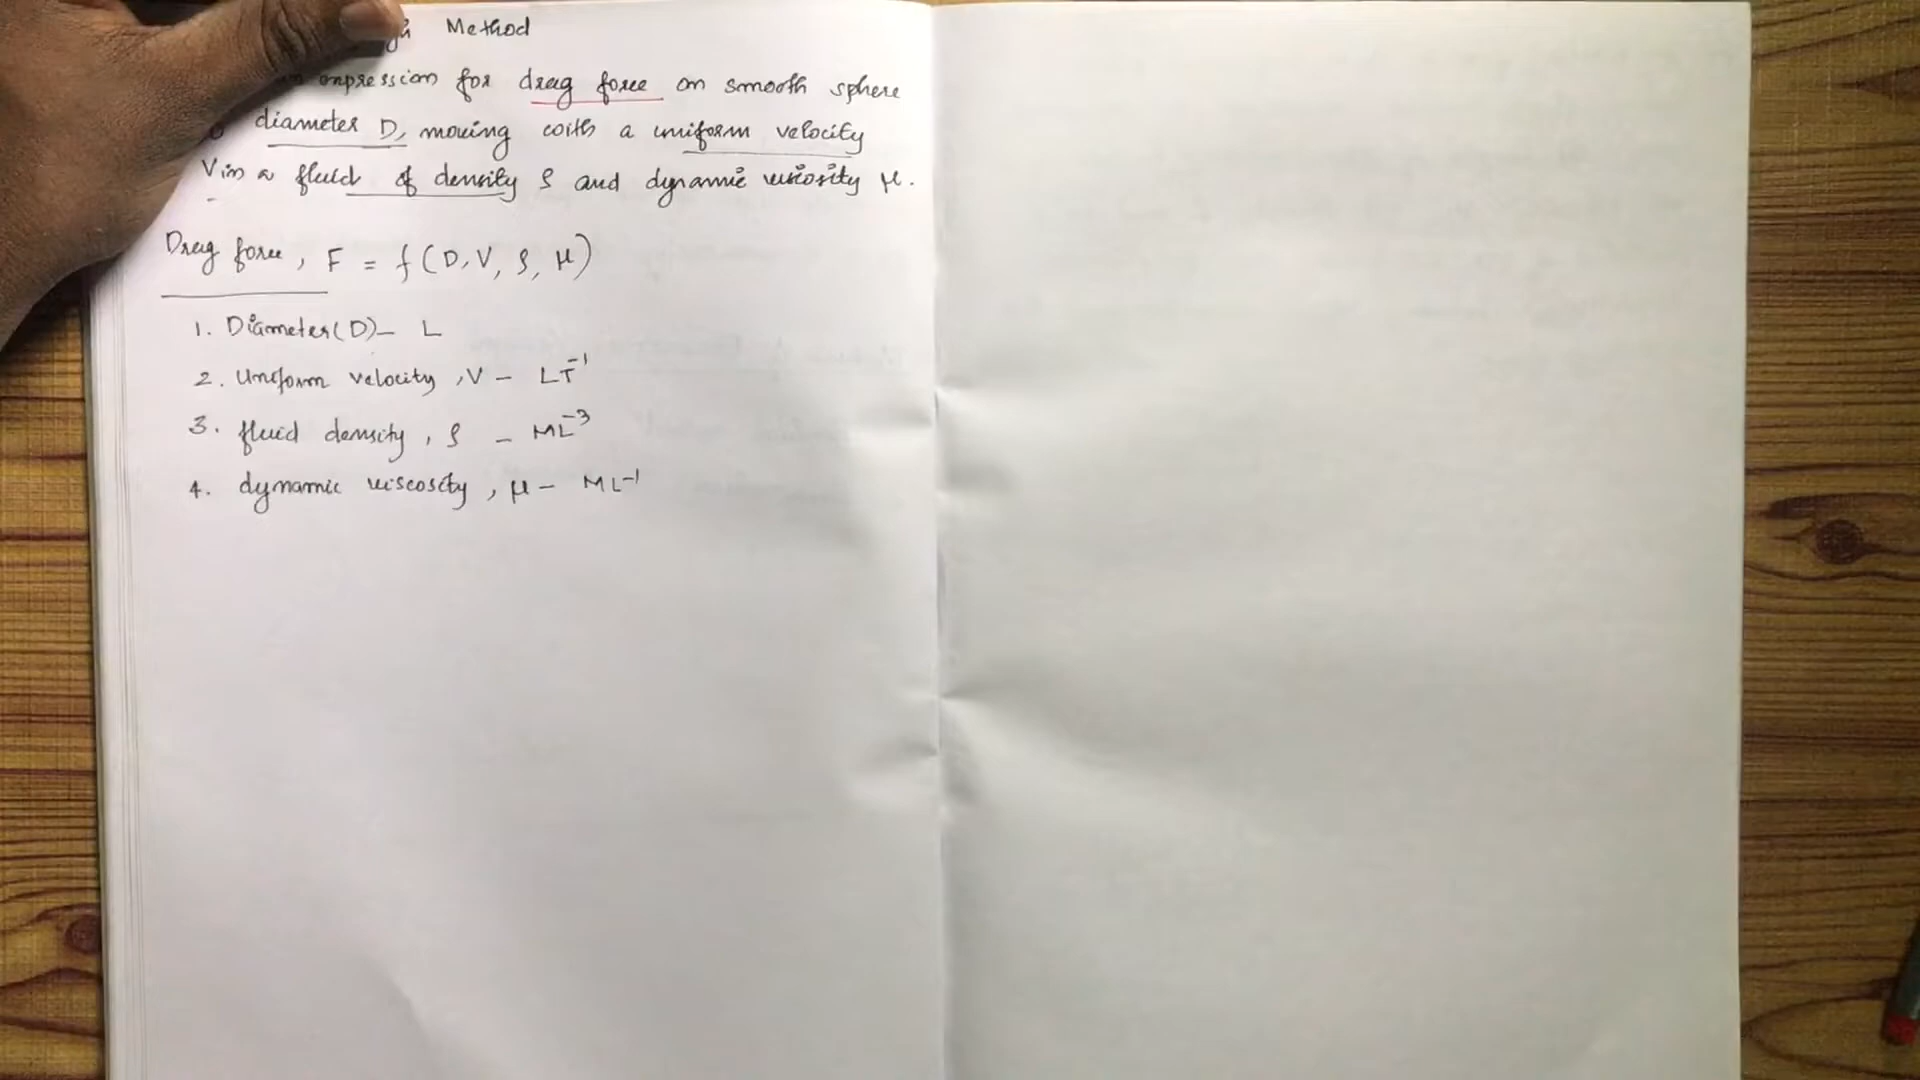 Method
expression for drag force on smooth sphere
diameter D, moving with a uniform velocity
V in a fluid of density ρ and dynamic viscosity μ.
Drag force, F = f(D, V, ρ, μ)
1. Diameter(D) – L
2. Uniform velocity, V – LT⁻¹
3. fluid density, ρ – ML⁻³
4. dynamic viscosity, μ – ML⁻¹